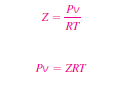 Z = Pv / RT
Pv = ZRT